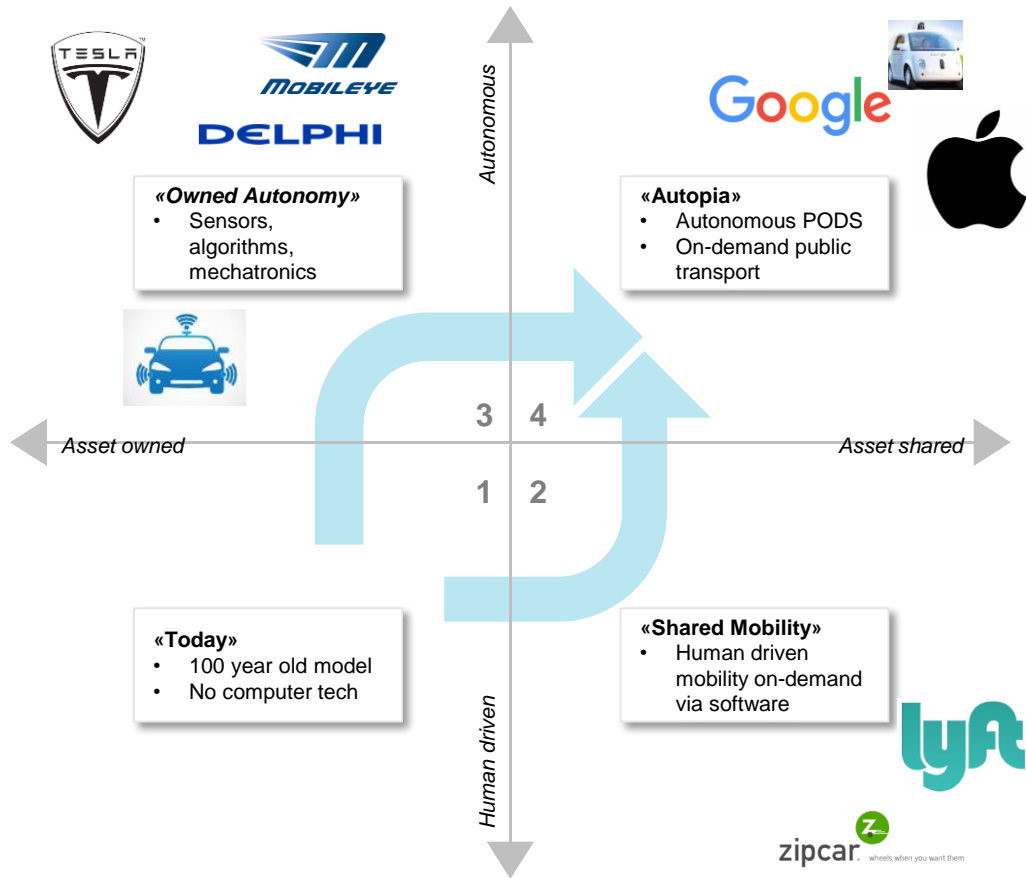 TESLA
MOBILEYE
DELPHI
Autonomous
Google
«Owned Autonomy»
• Sensors,
algorithms,
mechatronics
«Autopia»
• Autonomous PODS
• On-demand public
transport
3 4
Asset owned
Asset shared
1 2
«Today»
• 100 year old model
• No computer tech
«Shared Mobility»
• Human driven
mobility on-demand
via software
Human driven
lyft
zipcar.
wheels when you want them